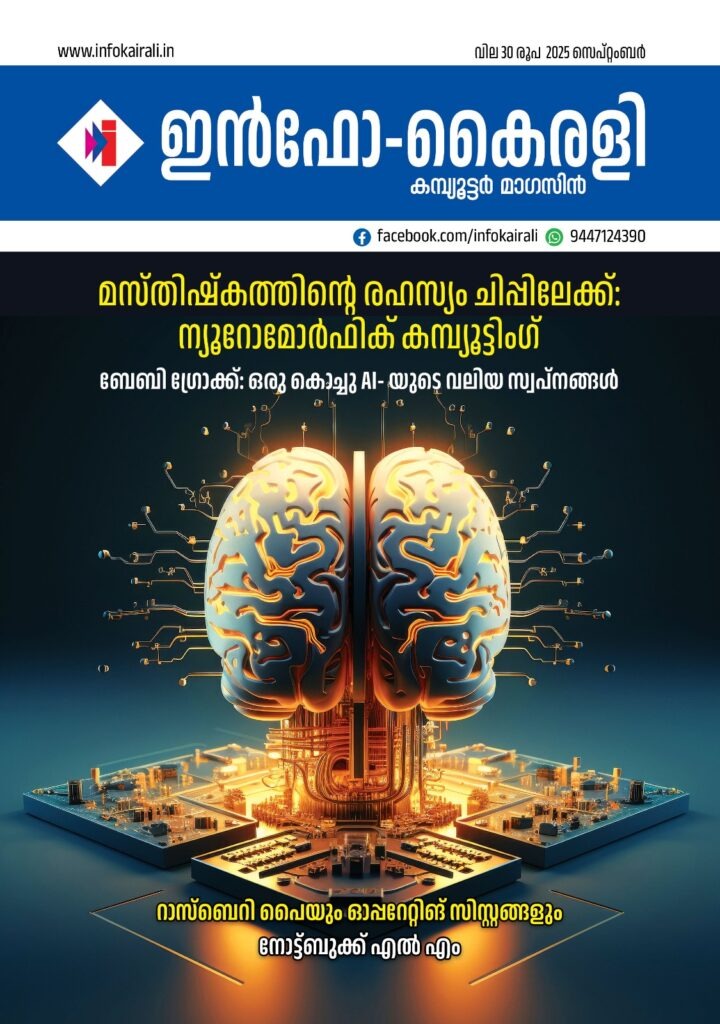 www.infokairali.in
വില 30 രൂപ 2025 സെപ്റ്റംബർ
ഇൻഫോ-കൈരളി
കമ്പ്യൂട്ടർ മാഗസിൻ
facebook.com/infokairali 9447124390
മസ്തിഷ്കത്തിന്റെ രഹസ്യം ചിപ്പിലേക്ക്:
ന്യൂറോമോർഫിക് കമ്പ്യൂട്ടിംഗ്
ബേബി ഗ്രോക്ക്: ഒരു കൊച്ചു AI- യുടെ വലിയ സ്വപ്നങ്ങൾ
റാസ്ബെറി പൈയും ഓപ്പറേറ്റിങ് സിസ്റ്റങ്ങളും
നോട്ട്ബുക്ക് എൽ എം